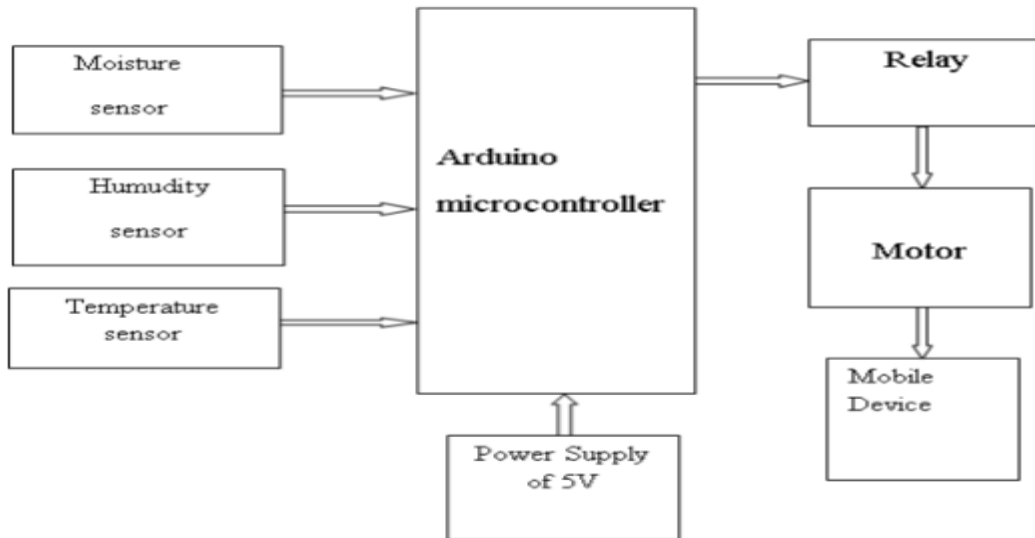 Moisture
sensor
Humudity
sensor
Temperature
sensor
Arduino
microcontroller
Power Supply
of 5V
Relay
Motor
Mobile
Device